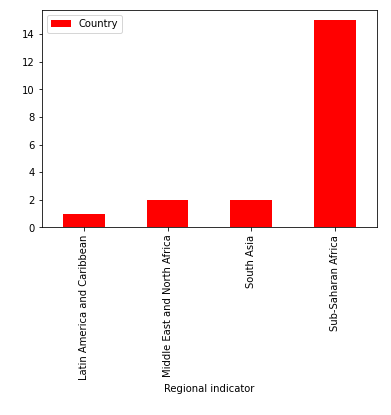 Country
14
12
10
8
6
4
2
0
Latin America and Caribbean
Middle East and North Africa
South Asia
Sub-Saharan Africa
Regional indicator